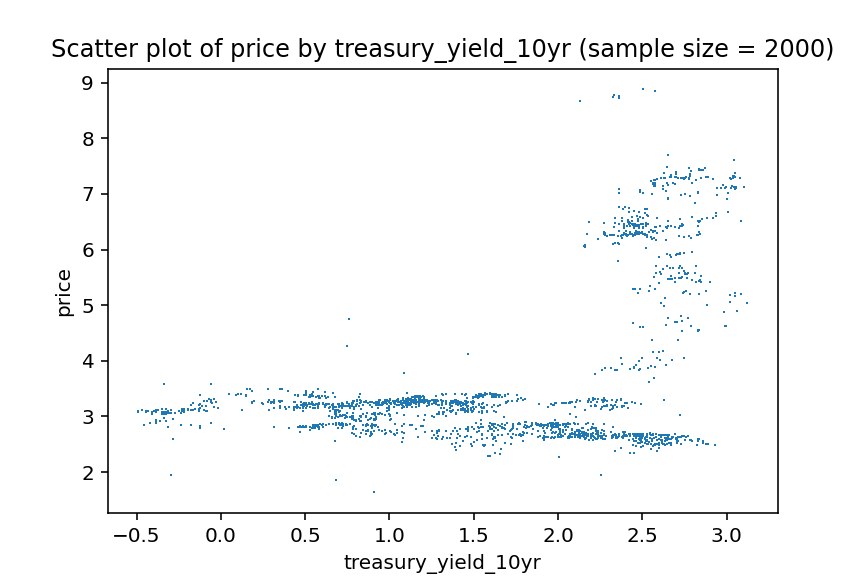 Scatter plot of price by treasury_yield_10yr (sample size = 2000)
9
8
7
6
5
4
3
2
price
−0.5 0.0 0.5 1.0 1.5 2.0 2.5 3.0
treasury_yield_10yr